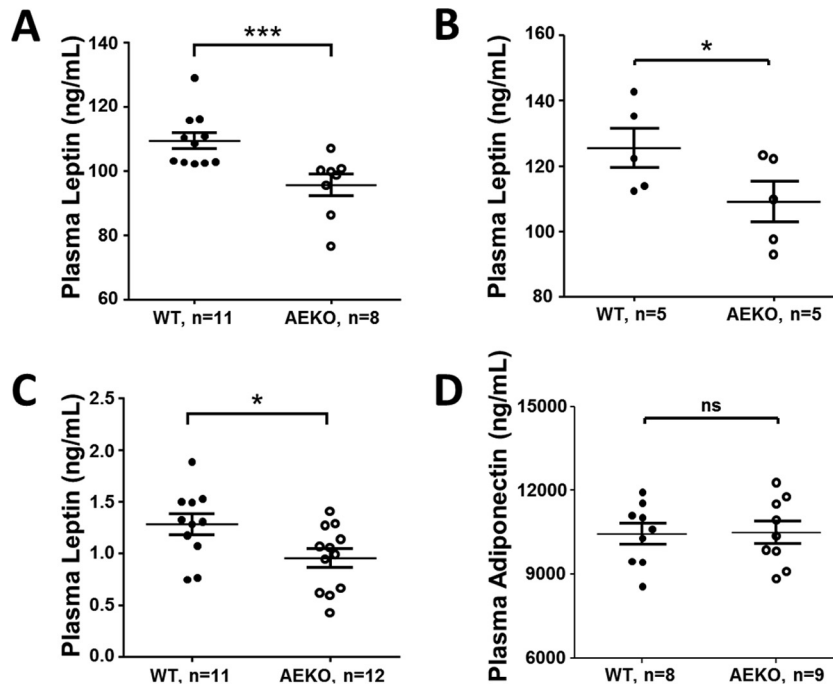 A
Plasma Leptin (ng/mL)
140
120
100
80
60
***
WT, n=11
AEKO, n=8
B
Plasma Leptin (ng/mL)
160
140
120
100
80
*
WT, n=5
AEKO, n=5
C
Plasma Leptin (ng/mL)
2.5
2.0
1.5
1.0
0.5
0.0
*
WT, n=11
AEKO, n=12
D
Plasma Adiponectin (ng/mL)
15000
12000
9000
6000
ns
WT, n=8
AEKO, n=9